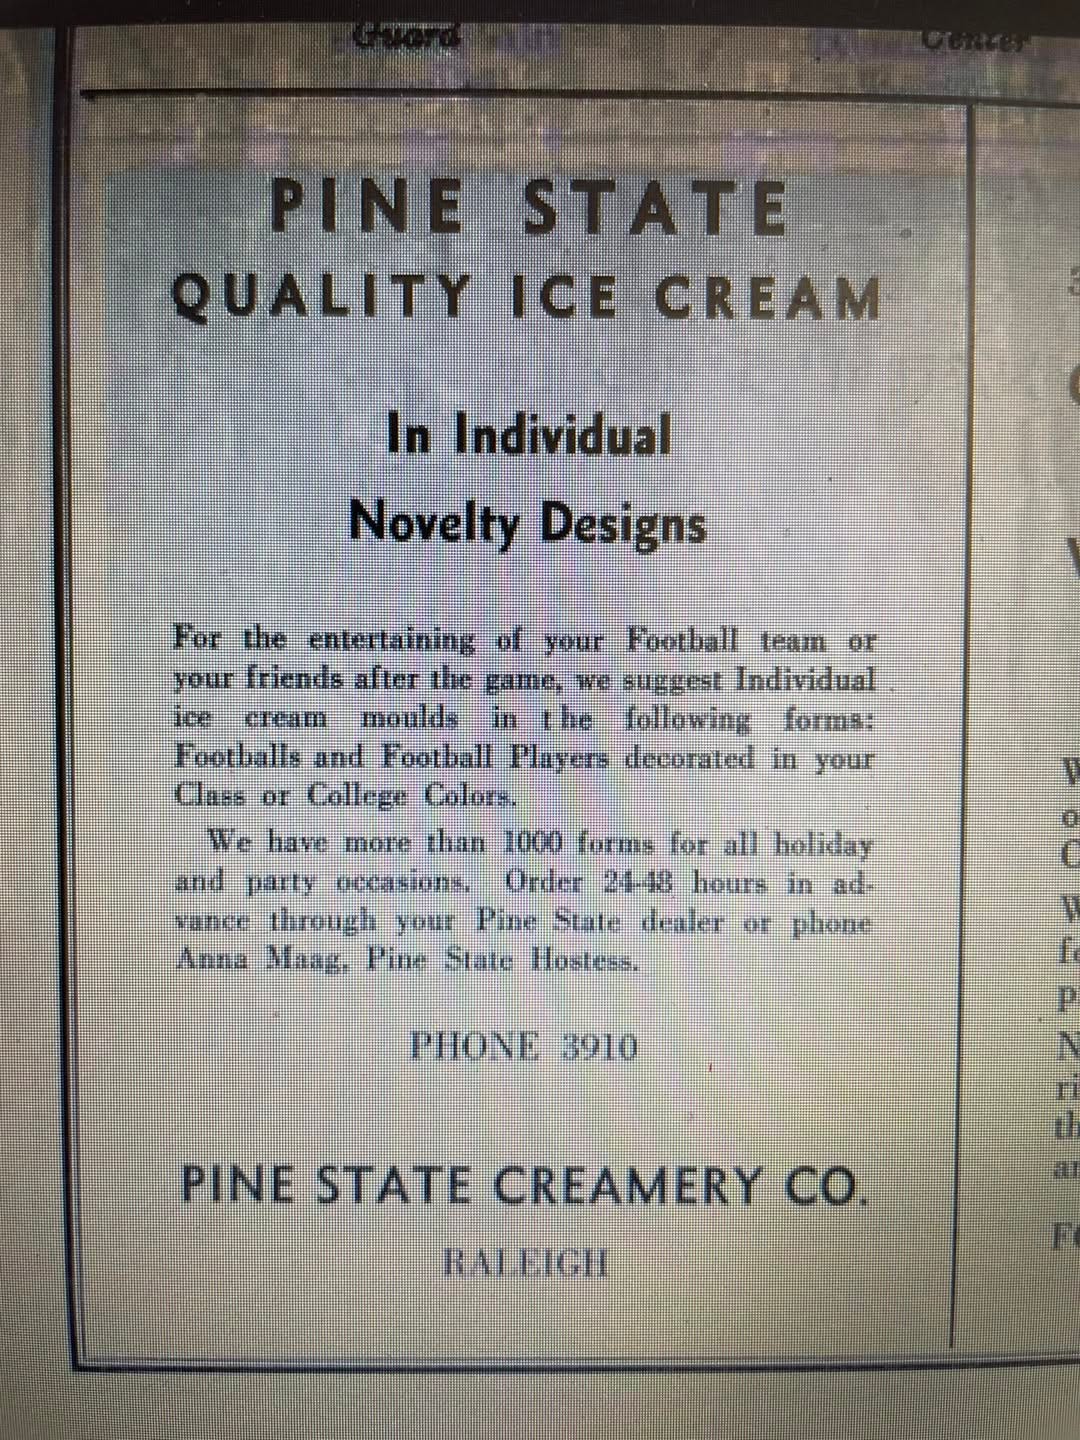 Guard Center
PINE STATE
QUALITY ICE CREAM
In Individual
Novelty Designs
For the entertaining of your Football team or
your friends after the game, we suggest Individual
ice cream moulds in the following forms:
Footballs and Football Players decorated in your
Class or College Colors.
We have more than 1000 forms for all holiday
and party occasions. Order 24-48 hours in ad-
vance through your Pine State dealer or phone
Anna Maag, Pine State Hostess.
PHONE 3910
PINE STATE CREAMERY CO.
RALEIGH